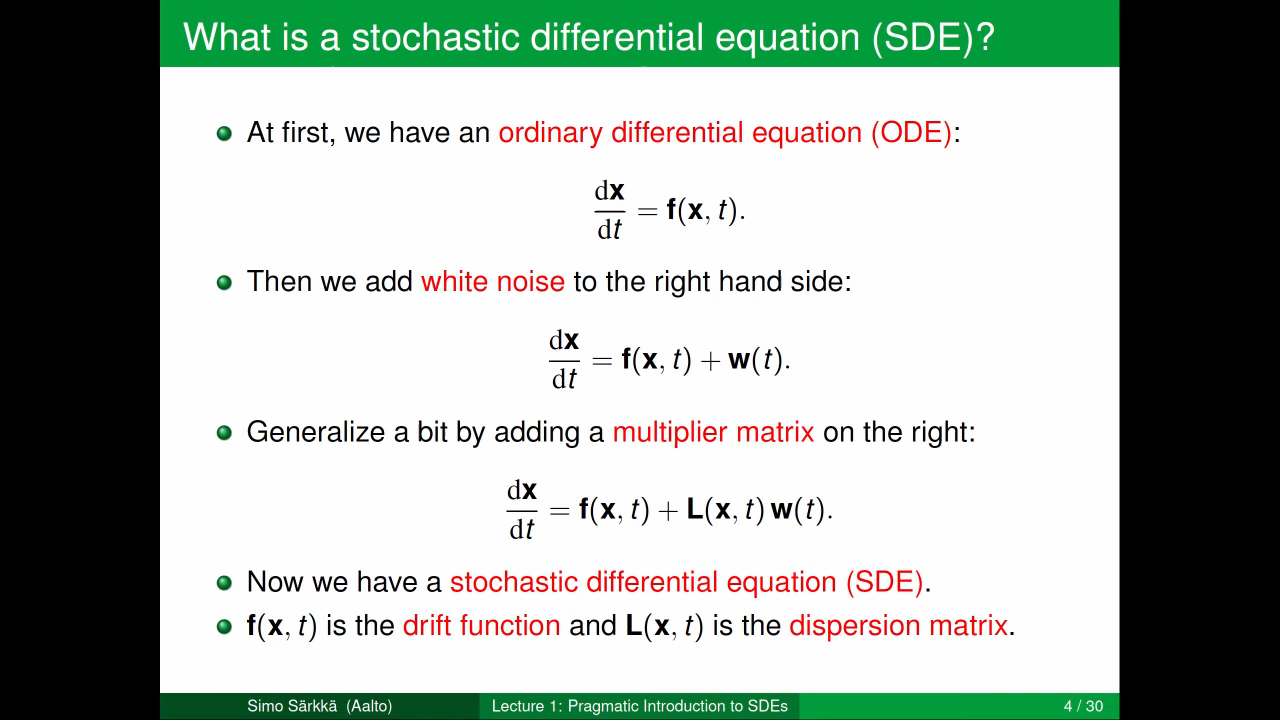 What is a stochastic differential equation (SDE)?
At first, we have an ordinary differential equation (ODE):
dx/dt = f(x, t).
Then we add white noise to the right hand side:
dx/dt = f(x, t) + w(t).
Generalize a bit by adding a multiplier matrix on the right:
dx/dt = f(x, t) + L(x, t) w(t).
Now we have a stochastic differential equation (SDE).
f(x, t) is the drift function and L(x, t) is the dispersion matrix.
Simo Särkkä (Aalto) Lecture 1: Pragmatic Introduction to SDEs 4 / 30